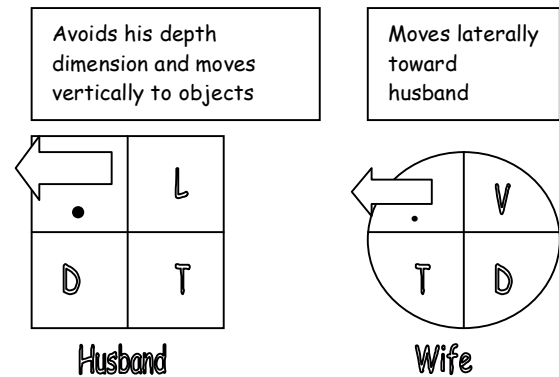 Avoids his depth
dimension and moves
vertically to objects
Moves laterally
toward
husband
L
D T
V
T D
Husband
Wife